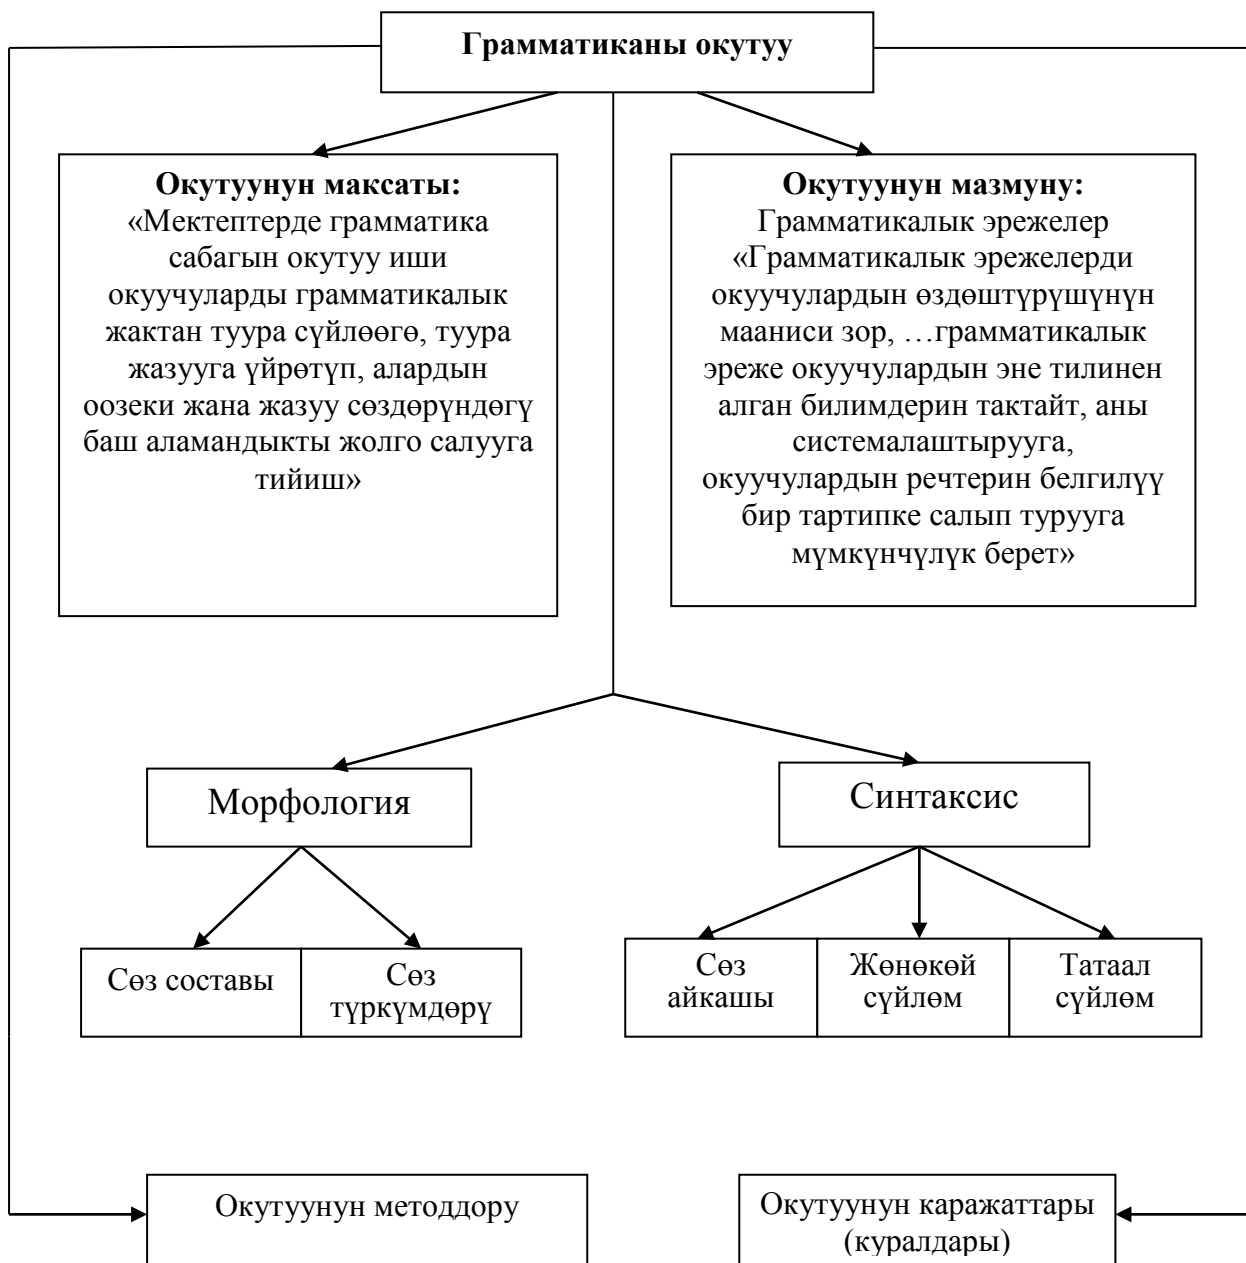 Грамматиканы окутуу
Окутуунун максаты:
«Мектептерде грамматика
сабагын окутуу иши
окуучуларды грамматикалык
жактан туура сүйлөөгө, туура
жазууга үйрөтүп, алардын
оозеки жана жазуу сөздөрүндөгү
баш аламандыкты жолго салууга
тийиш»
Окутуунун мазмуну:
Грамматикалык эрежелер
«Грамматикалык эрежелерди
окуучулардын өздөштүрүшүнүн
мааниси зор, …грамматикалык
эреже окуучулардын эне тилинен
алган билимдерин тактайт, аны
системалаштырууга,
окуучулардын речтерин белгилүү
бир тартипке салып турууга
мүмкүнчүлүк берет»
Морфология
Синтаксис
Сөз составы
Сөз
түркүмдөрү
Сөз
айкашы
Жөнөкөй
сүйлөм
Татаал
сүйлөм
Окутуунун методдору
Окутуунун каражаттары
(куралдары)